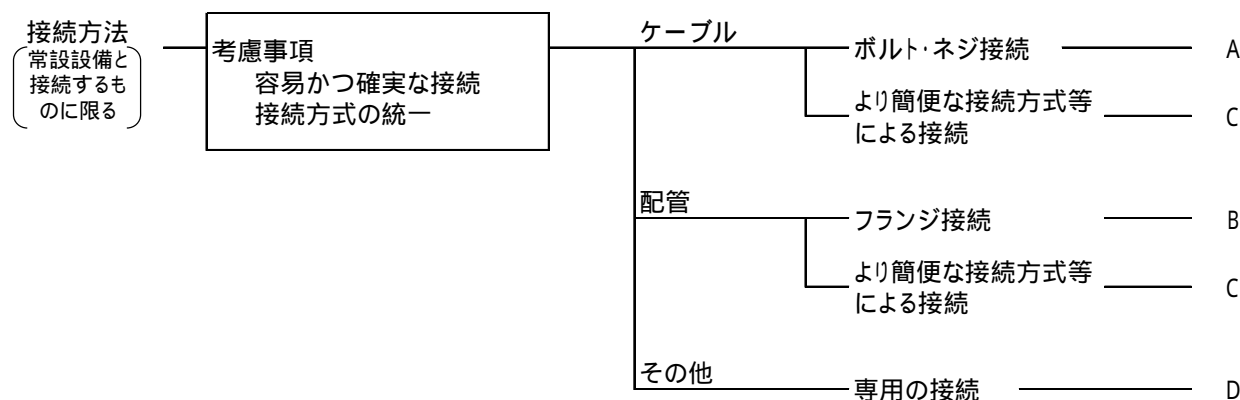 接続方法
常設設備と
接続するも
のに限る
考慮事項
容易かつ確実な接続
接続方式の統一
ケーブル
ボルト・ネジ接続 A
より簡便な接続方式等
による接続 C
配管
フランジ接続 B
より簡便な接続方式等
による接続 C
その他
専用の接続 D